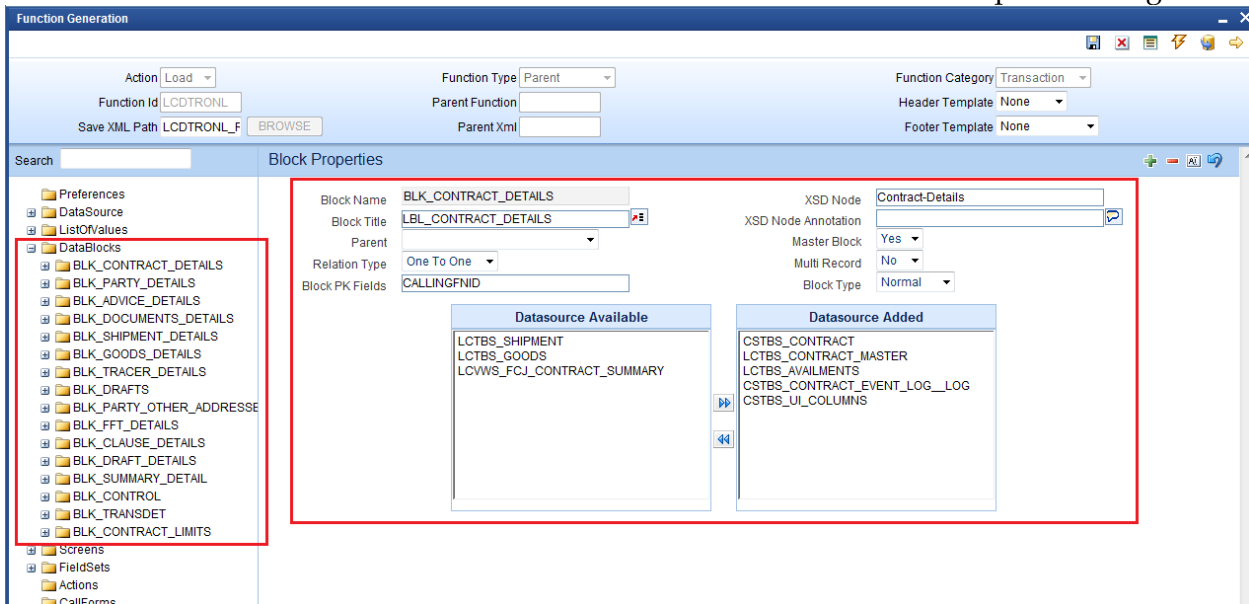 Function Generation
Action Load Function Type Parent Function Category Transaction
Function Id LCDTRONL Parent Function Header Template None
Save XML Path LCDTRONL_F BROWSE Parent Xml Footer Template None
Search Block Properties
Preferences
DataSource
ListOfValues
DataBlocks
BLK_CONTRACT_DETAILS
BLK_PARTY_DETAILS
BLK_ADVICE_DETAILS
BLK_DOCUMENTS_DETAILS
BLK_SHIPMENT_DETAILS
BLK_GOODS_DETAILS
BLK_TRACER_DETAILS
BLK_DRAFTS
BLK_PARTY_OTHER_ADDRESSE
BLK_FFT_DETAILS
BLK_CLAUSE_DETAILS
BLK_DRAFT_DETAILS
BLK_SUMMARY_DETAIL
BLK_CONTROL
BLK_TRANSDET
BLK_CONTRACT_LIMITS
Screens
FieldSets
Actions
CallForms
Block Name BLK_CONTRACT_DETAILS XSD Node Contract-Details
Block Title LBL_CONTRACT_DETAILS XSD Node Annotation
Parent Master Block Yes
Relation Type One To One Multi Record No
Block PK Fields CALLINGFNID Block Type Normal
Datasource Available
LCTBS_SHIPMENT
LCTBS_GOODS
LCVWS_FCJ_CONTRACT_SUMMARY
Datasource Added
CSTBS_CONTRACT
LCTBS_CONTRACT_MASTER
LCTBS_AVAILMENTS
CSTBS_CONTRACT_EVENT_LOG__LOG
CSTBS_UI_COLUMNS